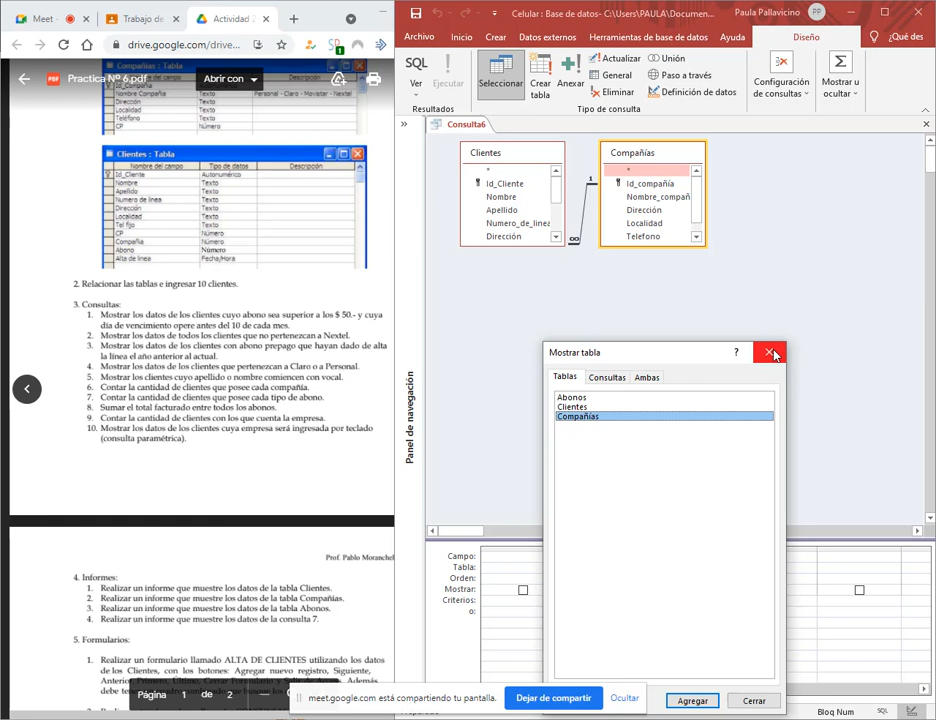 Meet -
Trabajo de
Actividad 2
drive.google.com/drive...
Practica Nº 6.pdf
Abrir con
Compañías : Tabla
Id_Compañía
Nombre Compañía Texto Personal - Claro - Movistar - Nextel
Dirección Texto
Localidad Texto
Teléfono Texto
CP Número
Clientes : Tabla
Nombre del campo Tipo de datos Descripción
Id_Cliente Autonumérico
Nombre Texto
Apellido Texto
Numero de linea Texto
Dirección Texto
Localidad Texto
Tel fijo Texto
CP Número
Compañía Número
Abono Número
Alta de linea Fecha/Hora
2. Relacionar las tablas e ingresar 10 clientes.
3. Consultas:
1. Mostrar los datos de los clientes cuyo abono sea superior a los $ 50.- y cuya
día de vencimiento opere antes del 10 de cada mes.
2. Mostrar los datos de todos los clientes que no pertenezcan a Nextel.
3. Mostrar los datos de los clientes con abono prepago que hayan dado de alta
la línea el año anterior al actual.
4. Mostrar los datos de los clientes que pertenezcan a Claro o a Personal.
5. Mostrar los clientes cuyo apellido o nombre comiencen con vocal.
6. Contar la cantidad de clientes que posee cada compañía.
7. Contar la cantidad de clientes que posee cada tipo de abono.
8. Sumar el total facturado entre todos los abonos.
9. Contar la cantidad de clientes con los que cuenta la empresa.
10. Mostrar los datos de los clientes cuya empresa será ingresada por teclado
(consulta paramétrica).
Prof. Pablo Moranchel
4. Informes:
1. Realizar un informe que muestre los datos de la tabla Clientes.
2. Realizar un informe que muestre los datos de la tabla Compañías.
3. Realizar un informe que muestre los datos de la tabla Abonos.
4. Realizar un informe que muestre los datos de la consulta 7.
5. Formularios:
1. Realizar un formulario llamado ALTA DE CLIENTES utilizando los datos
de los Clientes, con los botones: Agregar nuevo registro, Siguiente,
Página 1 de 2
Celular : Base de datos- C:\Users\PAULA\Documen...
Paula Pallavicino PP
Archivo Inicio Crear Datos externos Herramientas de base de datos Ayuda Diseño ¿Qué des
SQL
Ver
Ejecutar
Resultados
Seleccionar
Crear
tabla
Anexar
Actualizar
General
Eliminar
Unión
Paso a través
Definición de datos
Tipo de consulta
Configuración
de consultas
Mostrar u
ocultar
Consulta6
Panel de navegación
Clientes
*
Id_Cliente
Nombre
Apellido
Numero_de_linea
Dirección
1
∞
Compañías
*
Id_compañía
Nombre_compañ
Dirección
Localidad
Telefono
Mostrar tabla
?
Tablas Consultas Ambas
Abonos
Clientes
Compañías
Agregar
Cerrar
Campo:
Tabla:
Orden:
Mostrar:
Criterios:
o:
meet.google.com está compartiendo tu pantalla.
Dejar de compartir
Ocultar
Bloq Num
SQL